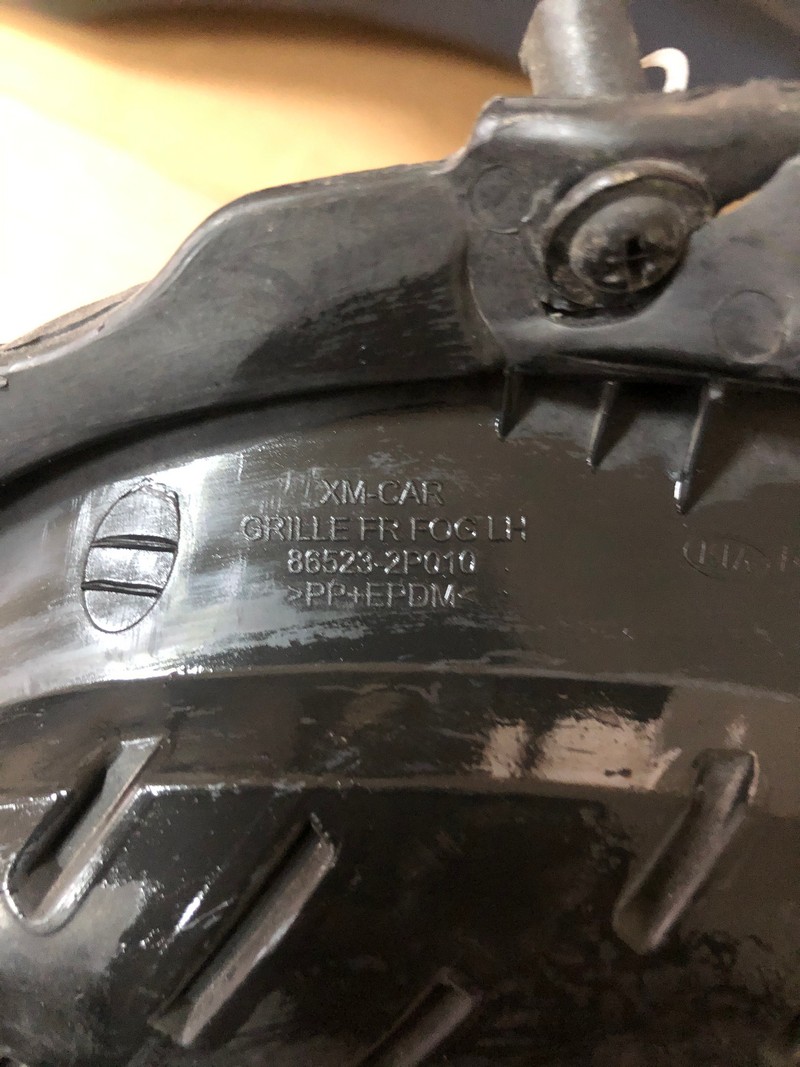 XM-CAR
GRILLE FR FOG LH
86523-2P010
>PP+EPDM<